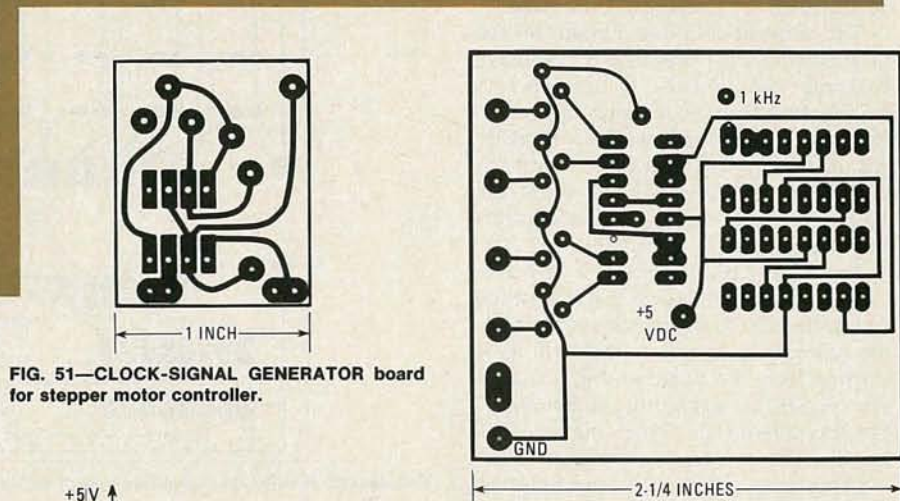 1 INCH
FIG. 51—CLOCK-SIGNAL GENERATOR board
for stepper motor controller.
+5V
1 kHz
+5
VDC
GND
2-1/4 INCHES